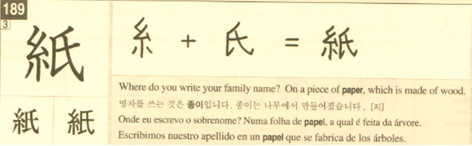 189
3
紙
糸 + 氏 = 紙
紙 紙
Where do you write your family name? On a piece of paper, which is made of wood.
명자를 쓰는 것은 종이입니다. 종이는 나무에서 만들어졌습니다. [지]
Onde eu escrevo o sobrenome? Numa folha de papel, a qual é feita da árvore.
Escribimos nuestro apellido en un papel que se fabrica de los árboles.